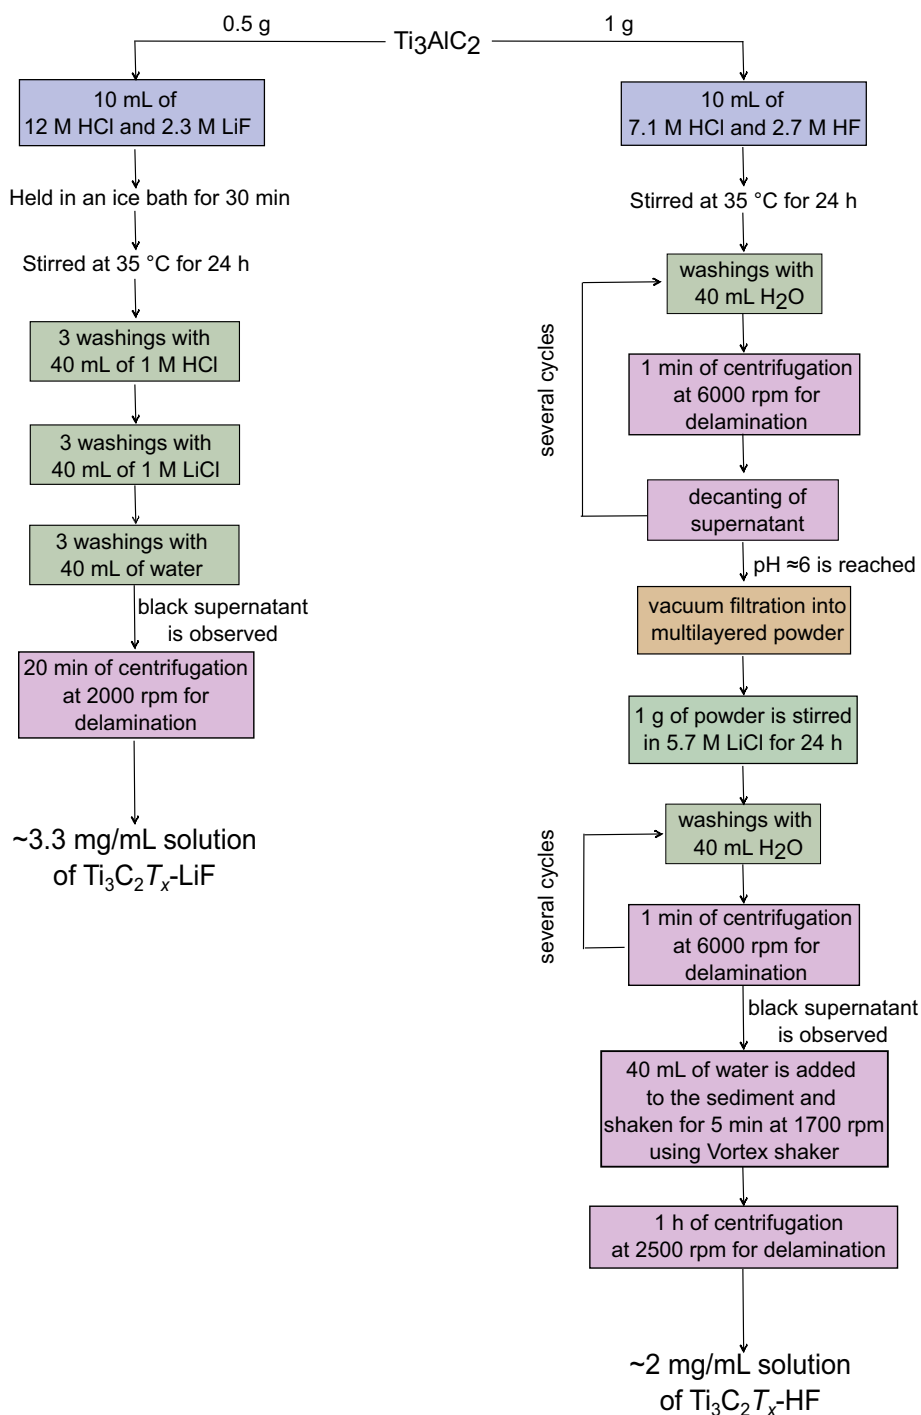 0.5 g
Ti3AlC2
1 g
10 mL of
12 M HCl and 2.3 M LiF
Held in an ice bath for 30 min
Stirred at 35 °C for 24 h
3 washings with
40 mL of 1 M HCl
3 washings with
40 mL of 1 M LiCl
3 washings with
40 mL of water
black supernatant
is observed
20 min of centrifugation
at 2000 rpm for
delamination
~3.3 mg/mL solution
of Ti3C2Tx-LiF
10 mL of
7.1 M HCl and 2.7 M HF
Stirred at 35 °C for 24 h
washings with
40 mL H2O
1 min of centrifugation
at 6000 rpm for
delamination
several cycles
decanting of
supernatant
pH ≈6 is reached
vacuum filtration into
multilayered powder
1 g of powder is stirred
in 5.7 M LiCl for 24 h
washings with
40 mL H2O
several cycles
1 min of centrifugation
at 6000 rpm for
delamination
black supernatant
is observed
40 mL of water is added
to the sediment and
shaken for 5 min at 1700 rpm
using Vortex shaker
1 h of centrifugation
at 2500 rpm for delamination
~2 mg/mL solution
of Ti3C2Tx-HF